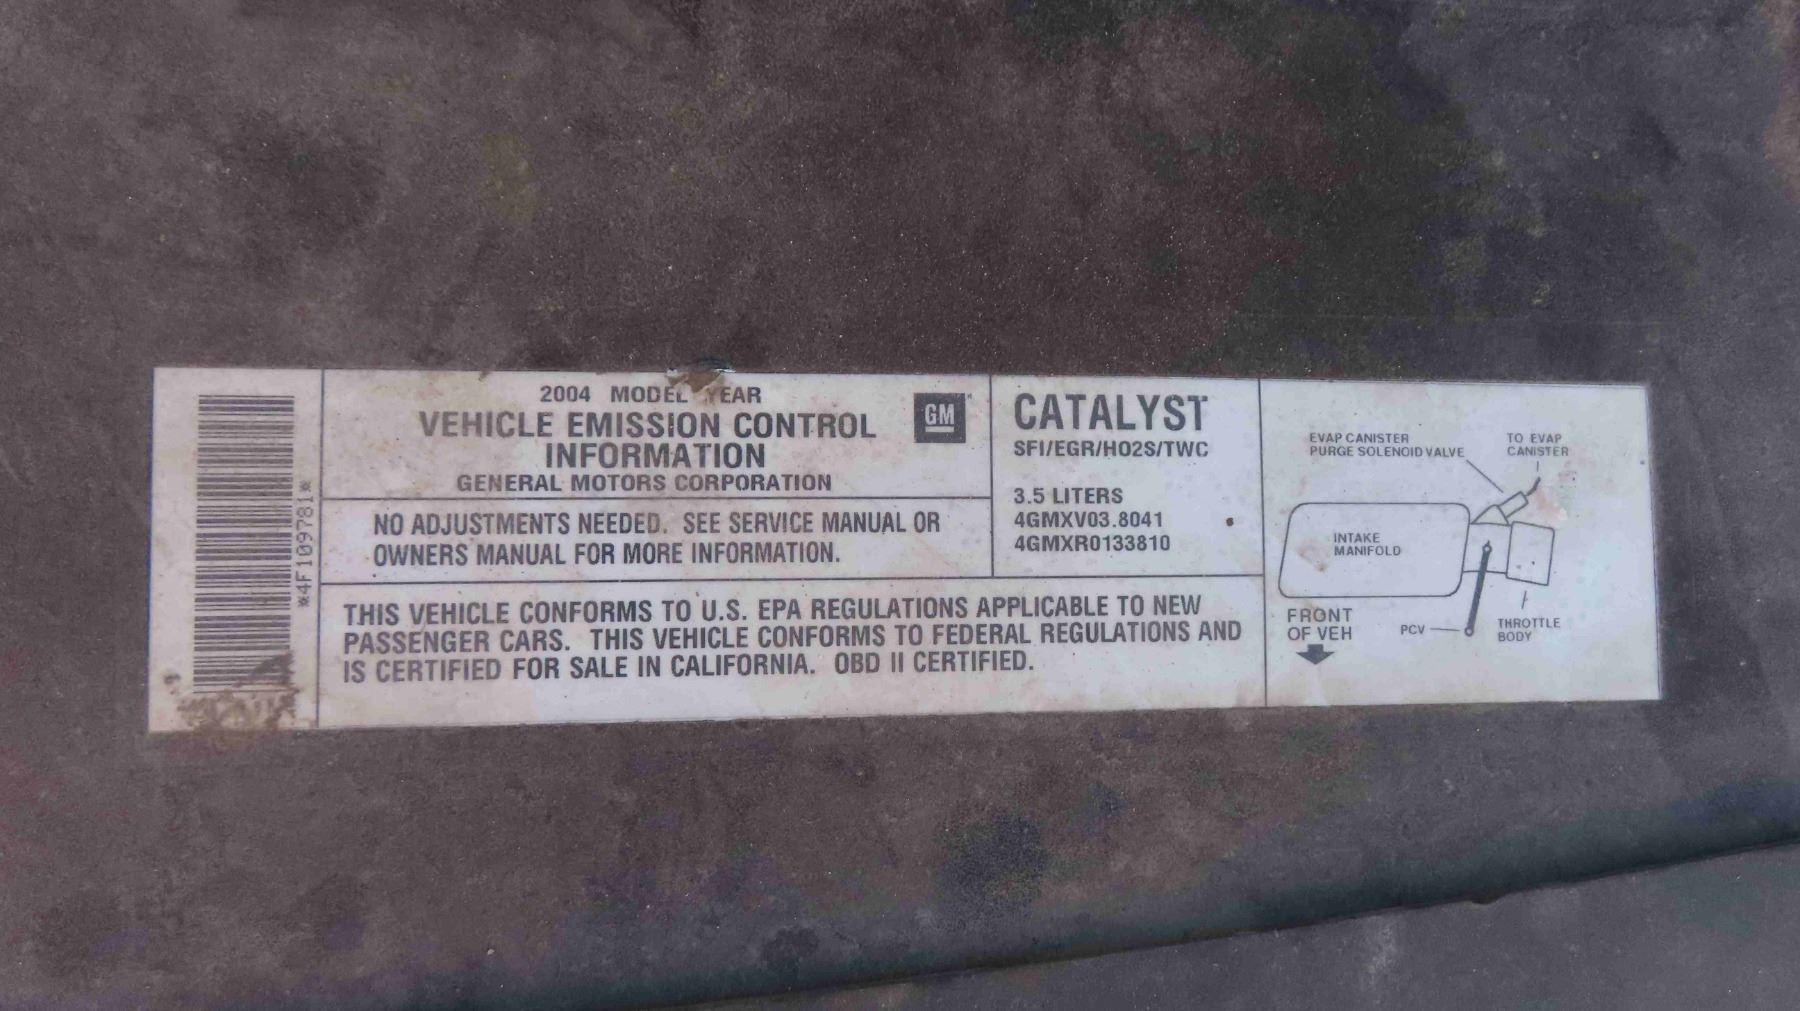 *4F109781*
2004 MODEL YEAR
VEHICLE EMISSION CONTROL
INFORMATION
GENERAL MOTORS CORPORATION
GM
NO ADJUSTMENTS NEEDED. SEE SERVICE MANUAL OR
OWNERS MANUAL FOR MORE INFORMATION.
CATALYST
SFI/EGR/HO2S/TWC
3.5 LITERS
4GMXV03.8041
4GMXR0133810
THIS VEHICLE CONFORMS TO U.S. EPA REGULATIONS APPLICABLE TO NEW
PASSENGER CARS. THIS VEHICLE CONFORMS TO FEDERAL REGULATIONS AND
IS CERTIFIED FOR SALE IN CALIFORNIA. OBD II CERTIFIED.
EVAP CANISTER
PURGE SOLENOID VALVE
TO EVAP
CANISTER
INTAKE
MANIFOLD
FRONT
OF VEH
PCV
THROTTLE
BODY